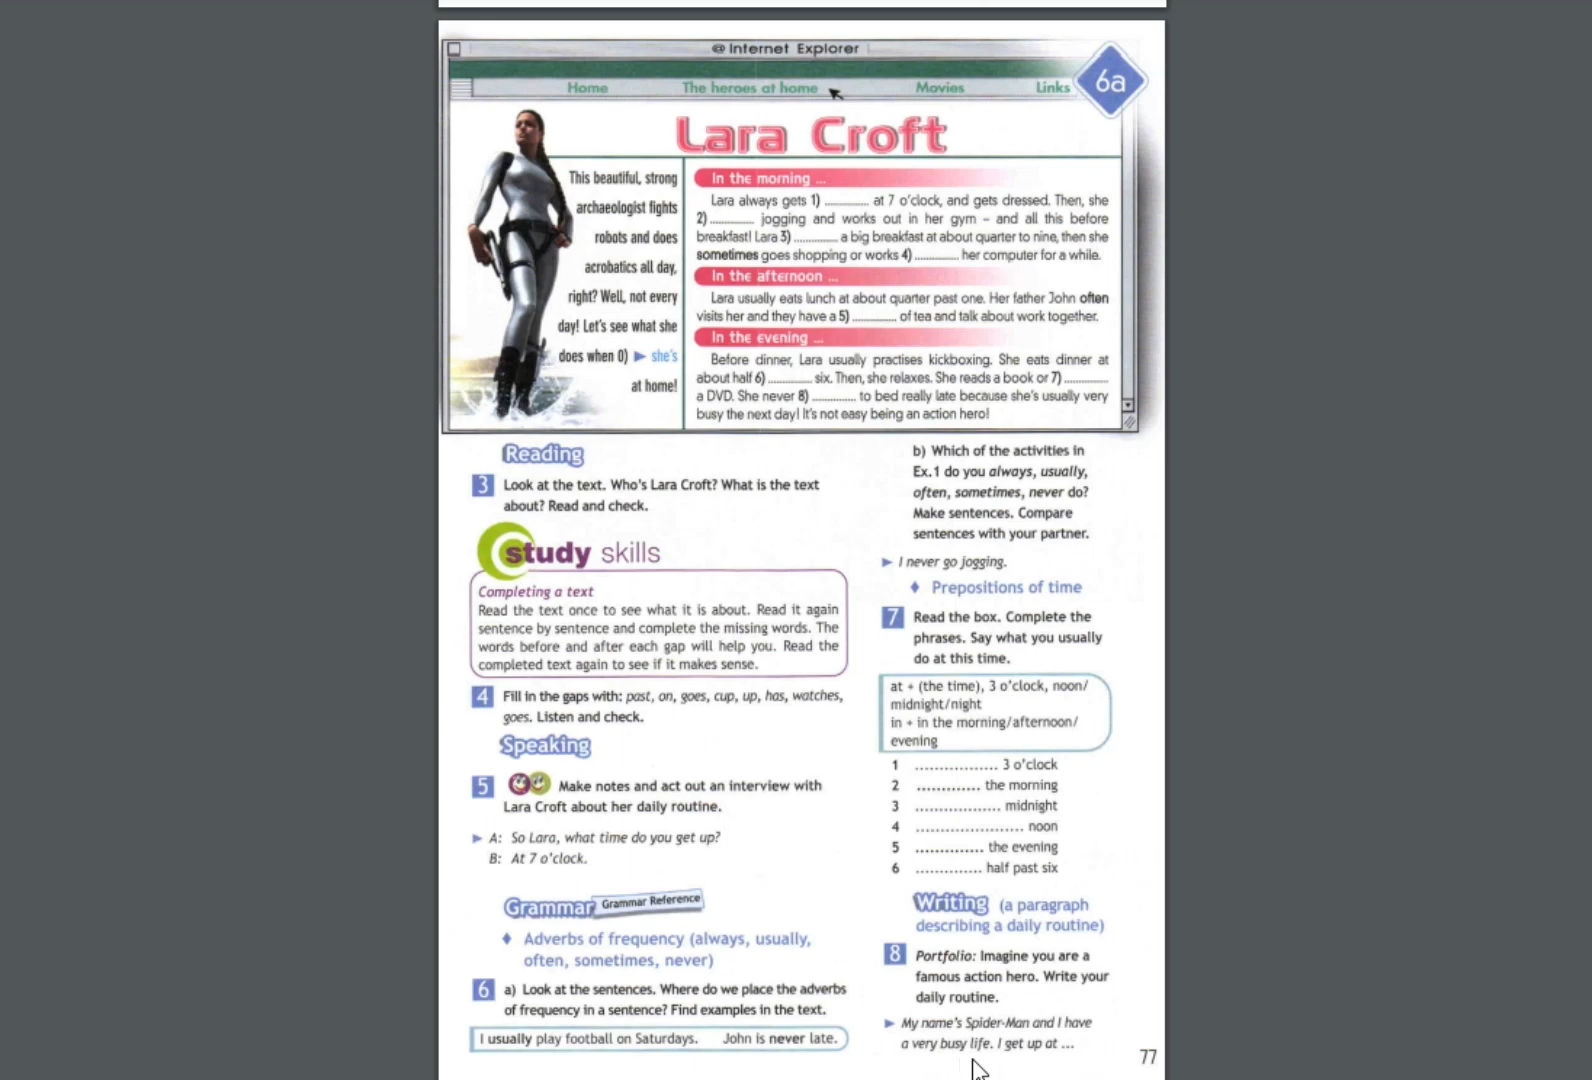 @ Internet Explorer
Home The heroes at home Movies Links
6a
Lara Croft
This beautiful, strong
archaeologist fights
robots and does
acrobatics all day,
right? Well, not every
day! Let's see what she
does when 0) ► she's
at home!
In the morning ...
Lara always gets 1) ............ at 7 o'clock, and gets dressed. Then, she
2) ............ jogging and works out in her gym – and all this before
breakfast! Lara 3) ............ a big breakfast at about quarter to nine, then she
sometimes goes shopping or works 4) ............ her computer for a while.
In the afternoon ...
Lara usually eats lunch at about quarter past one. Her father John often
visits her and they have a 5) ............ of tea and talk about work together.
In the evening ...
Before dinner, Lara usually practises kickboxing. She eats dinner at
about half 6) ............ six. Then, she relaxes. She reads a book or 7) ............
a DVD. She never 8) ............ to bed really late because she's usually very
busy the next day! It's not easy being an action hero!
Reading
3 Look at the text. Who's Lara Croft? What is the text
about? Read and check.
study skills
Completing a text
Read the text once to see what it is about. Read it again
sentence by sentence and complete the missing words. The
words before and after each gap will help you. Read the
completed text again to see if it makes sense.
4 Fill in the gaps with: past, on, goes, cup, up, has, watches,
goes. Listen and check.
Speaking
5 Make notes and act out an interview with
Lara Croft about her daily routine.
► A: So Lara, what time do you get up?
B: At 7 o'clock.
Grammar Grammar Reference
♦ Adverbs of frequency (always, usually,
often, sometimes, never)
6 a) Look at the sentences. Where do we place the adverbs
of frequency in a sentence? Find examples in the text.
I usually play football on Saturdays. John is never late.
b) Which of the activities in
Ex.1 do you always, usually,
often, sometimes, never do?
Make sentences. Compare
sentences with your partner.
► I never go jogging.
♦ Prepositions of time
7 Read the box. Complete the
phrases. Say what you usually
do at this time.
at + (the time), 3 o'clock, noon/
midnight/night
in + in the morning/afternoon/
evening
1 ................. 3 o'clock
2 ............. the morning
3 ................. midnight
4 ...................... noon
5 .............. the evening
6 .............. half past six
Writing (a paragraph
describing a daily routine)
8 Portfolio: Imagine you are a
famous action hero. Write your
daily routine.
► My name's Spider-Man and I have
a very busy life. I get up at ...
77